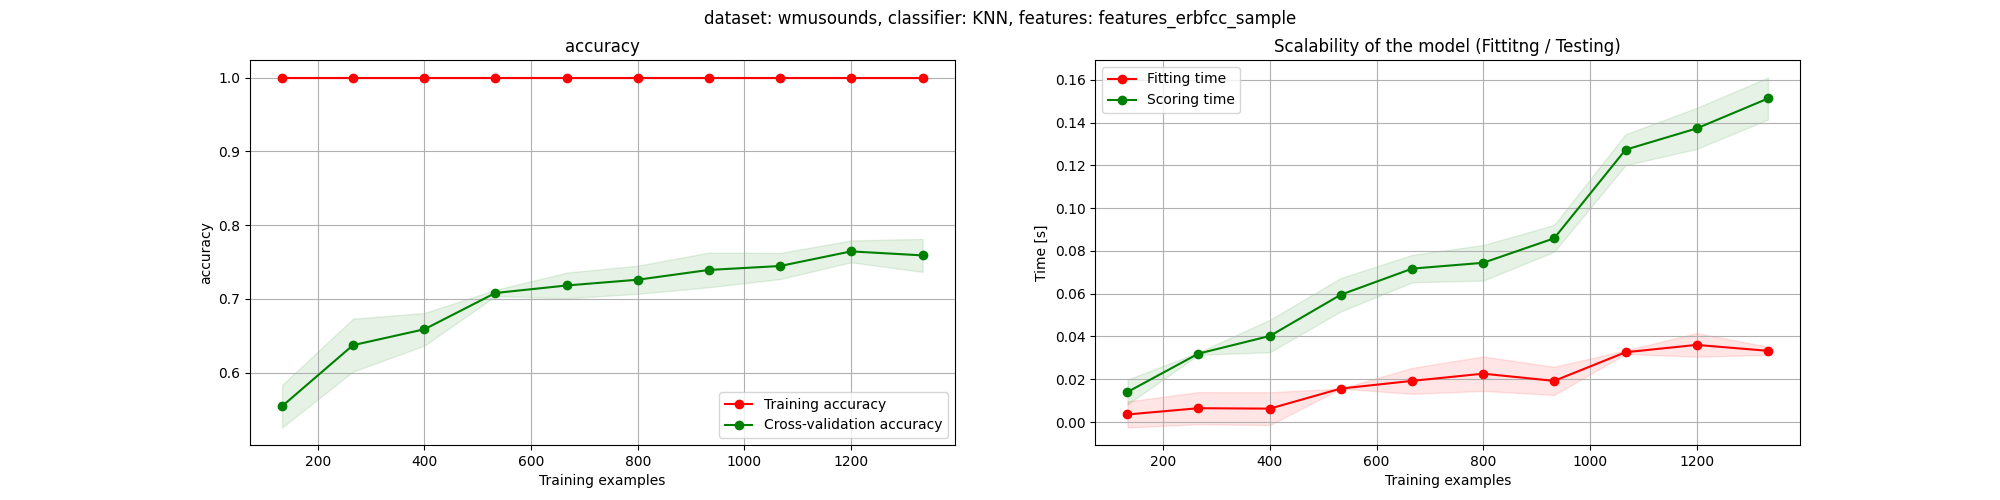 dataset: wmusounds, classifier: KNN, features: features_erbfcc_sample
accuracy
1.0
0.9
0.8
0.7
0.6
accuracy
Training accuracy
Cross-validation accuracy
200 400 600 800 1000 1200
Training examples
Scalability of the model (Fittitng / Testing)
Fitting time
Scoring time
0.16
0.14
0.12
0.10
0.08
0.06
0.04
0.02
0.00
Time [s]
200 400 600 800 1000 1200
Training examples